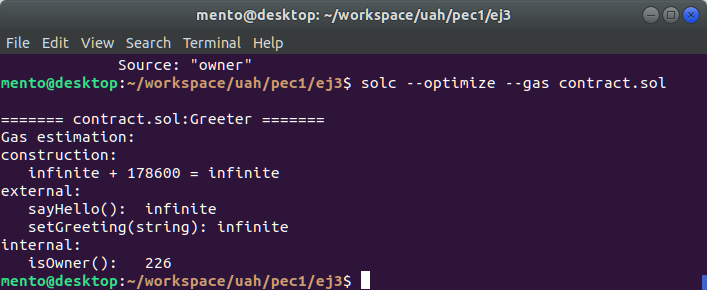 mento@desktop: ~/workspace/uah/pec1/ej3
File Edit View Search Terminal Help
Source: "owner"
mento@desktop:~/workspace/uah/pec1/ej3$ solc --optimize --gas contract.sol
======= contract.sol:Greeter =======
Gas estimation:
construction:
infinite + 178600 = infinite
external:
sayHello(): infinite
setGreeting(string): infinite
internal:
isOwner(): 226
mento@desktop:~/workspace/uah/pec1/ej3$